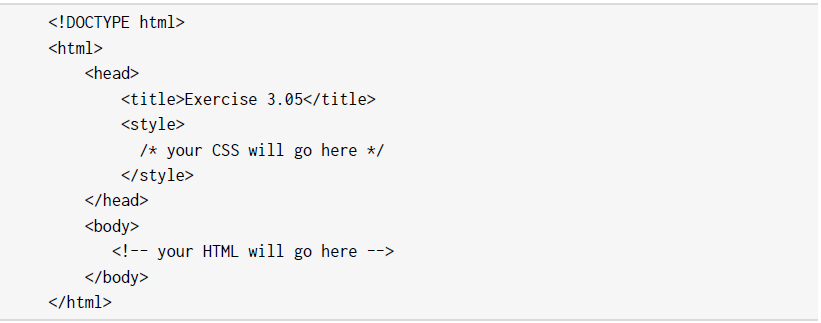 <!DOCTYPE html>
<html>
<head>
<title>Exercise 3.05</title>
<style>
/* your CSS will go here */
</style>
</head>
<body>
<!-- your HTML will go here -->
</body>
</html>